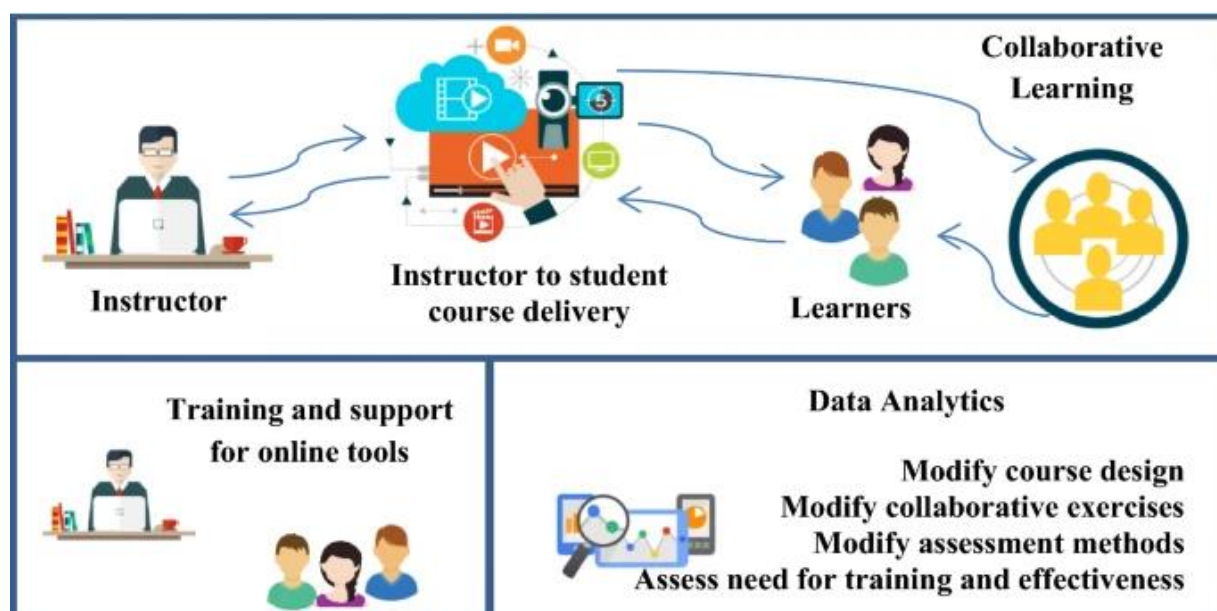 Collaborative
Learning
Instructor
Instructor to student
course delivery
Learners
Training and support
for online tools
Data Analytics
Modify course design
Modify collaborative exercises
Modify assessment methods
Assess need for training and effectiveness